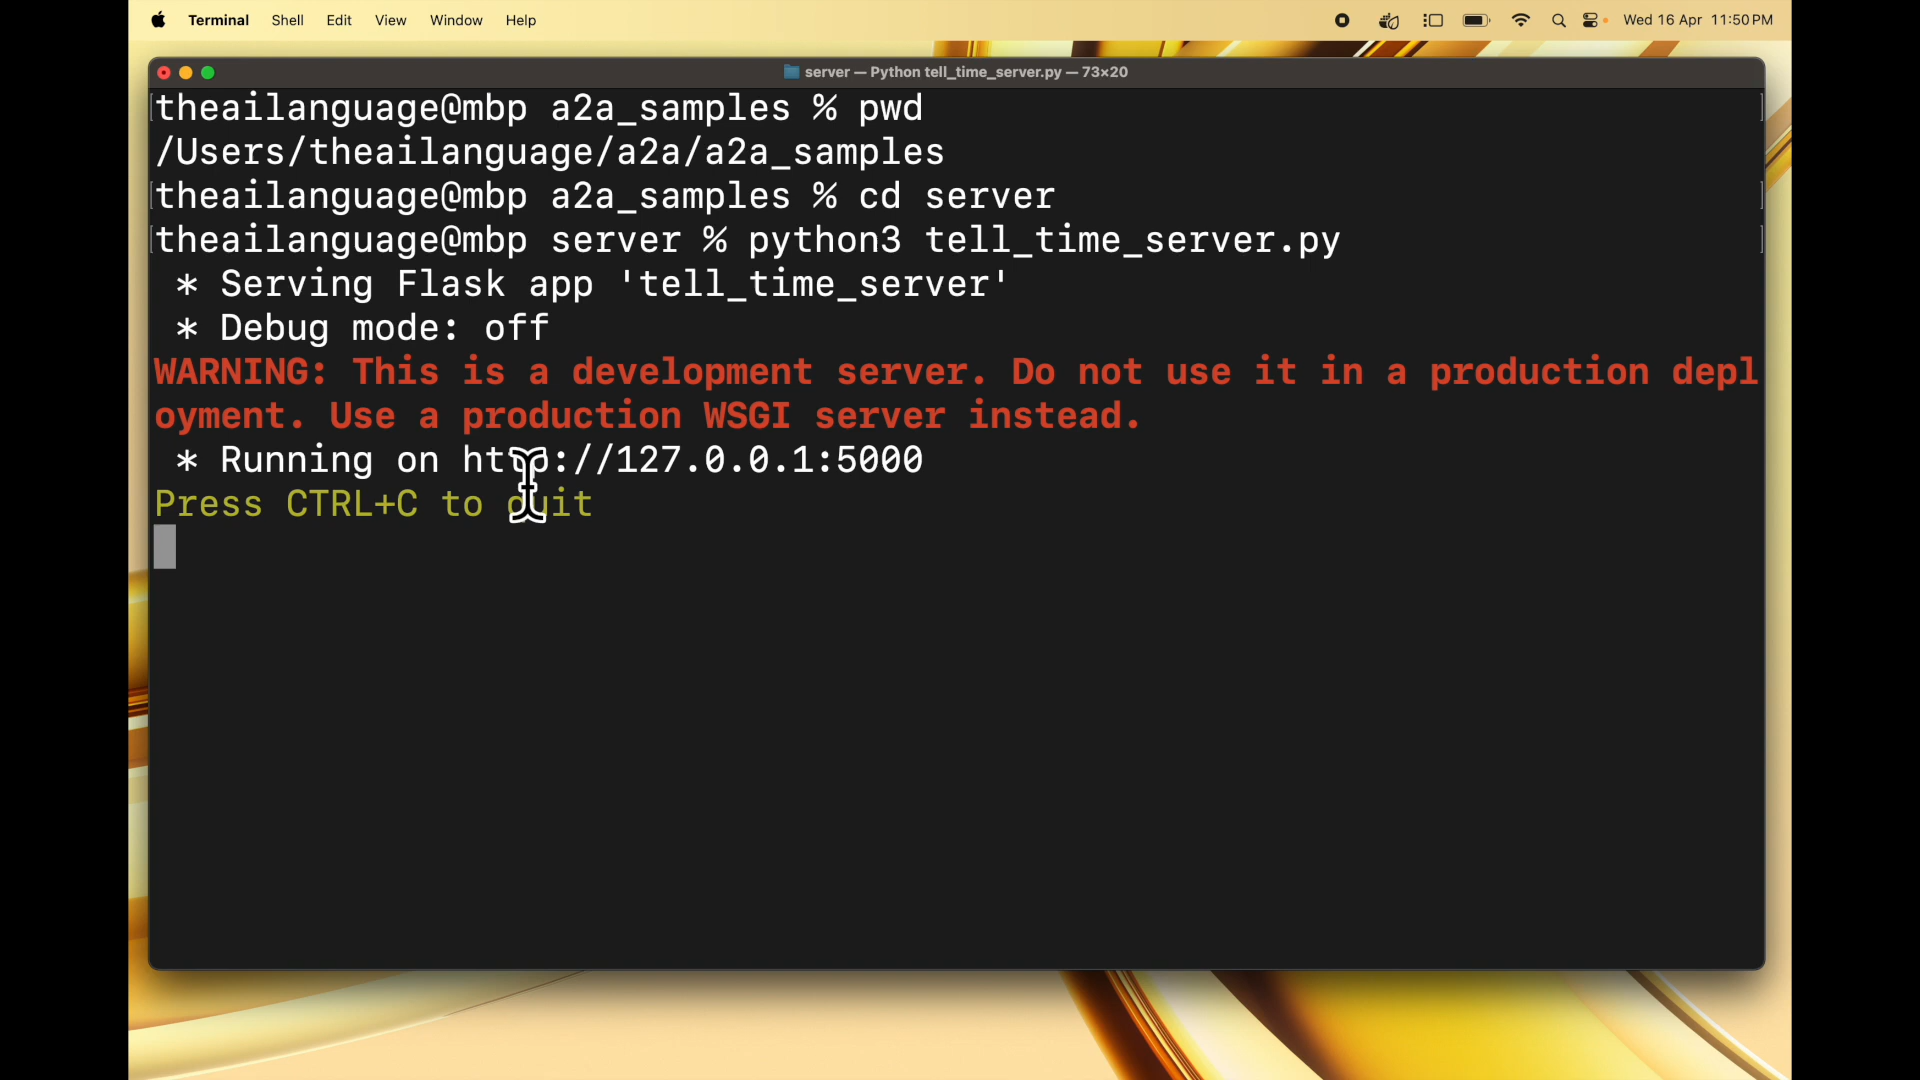 Terminal Shell Edit View Window Help Wed 16 Apr 11:50 PM
server — Python tell_time_server.py — 73×20
theailanguage@mbp a2a_samples % pwd
/Users/theailanguage/a2a/a2a_samples
theailanguage@mbp a2a_samples % cd server
theailanguage@mbp server % python3 tell_time_server.py
* Serving Flask app 'tell_time_server'
* Debug mode: off
WARNING: This is a development server. Do not use it in a production depl
oyment. Use a production WSGI server instead.
* Running on http://127.0.0.1:5000
Press CTRL+C to quit